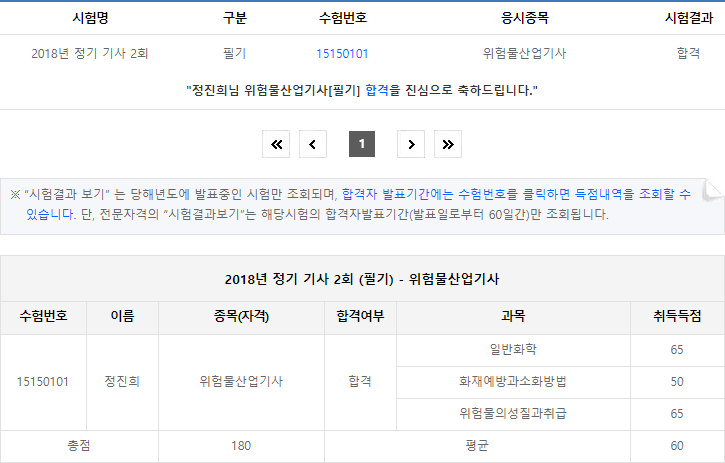 시험명 구분 수험번호 응시종목 시험결과
2018년 정기 기사 2회 필기 15150101 위험물산업기사 합격
"정진희님 위험물산업기사[필기] 합격을 진심으로 축하드립니다."
1
※ "시험결과 보기" 는 당해년도에 발표중인 시험만 조회되며, 합격자 발표기간에는 수험번호를 클릭하면 득점내역을 조회할 수
있습니다. 단, 전문자격의 "시험결과보기"는 해당시험의 합격자발표기간(발표일로부터 60일간)만 조회됩니다.
2018년 정기 기사 2회 (필기) - 위험물산업기사
수험번호 이름 종목(자격) 합격여부 과목 취득득점
15150101 정진희 위험물산업기사 합격
일반화학 65
화재예방과소화방법 50
위험물의성질과취급 65
총점 180 평균 60